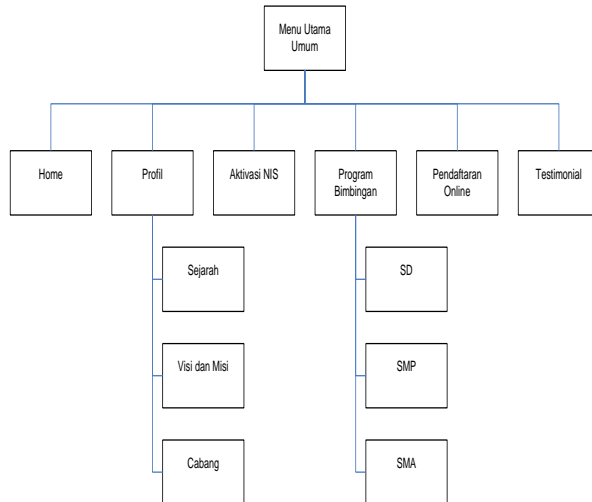 Menu Utama
Umum
Home
Profil
Aktivasi NIS
Program
Bimbingan
Pendaftaran
Online
Testimonial
Sejarah
SD
Visi dan Misi
SMP
Cabang
SMA